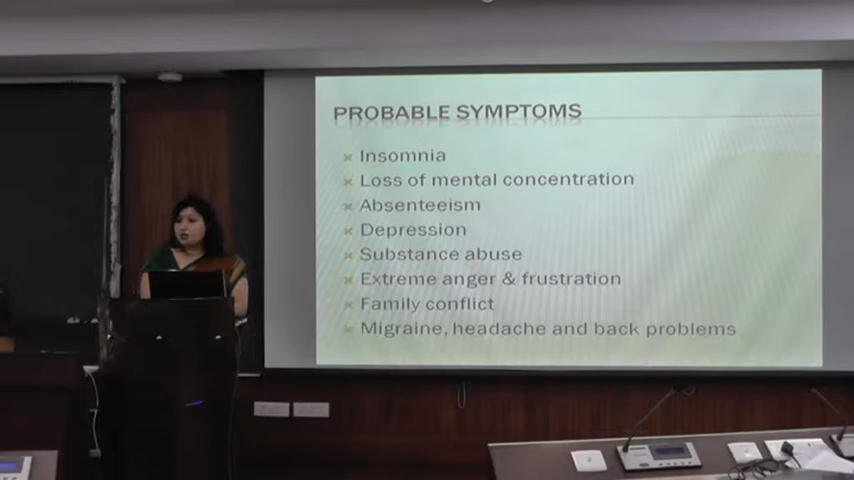 PROBABLE SYMPTOMS
Insomnia
Loss of mental concentration
Absenteeism
Depression
Substance abuse
Extreme anger & frustration
Family conflict
Migraine, headache and back problems